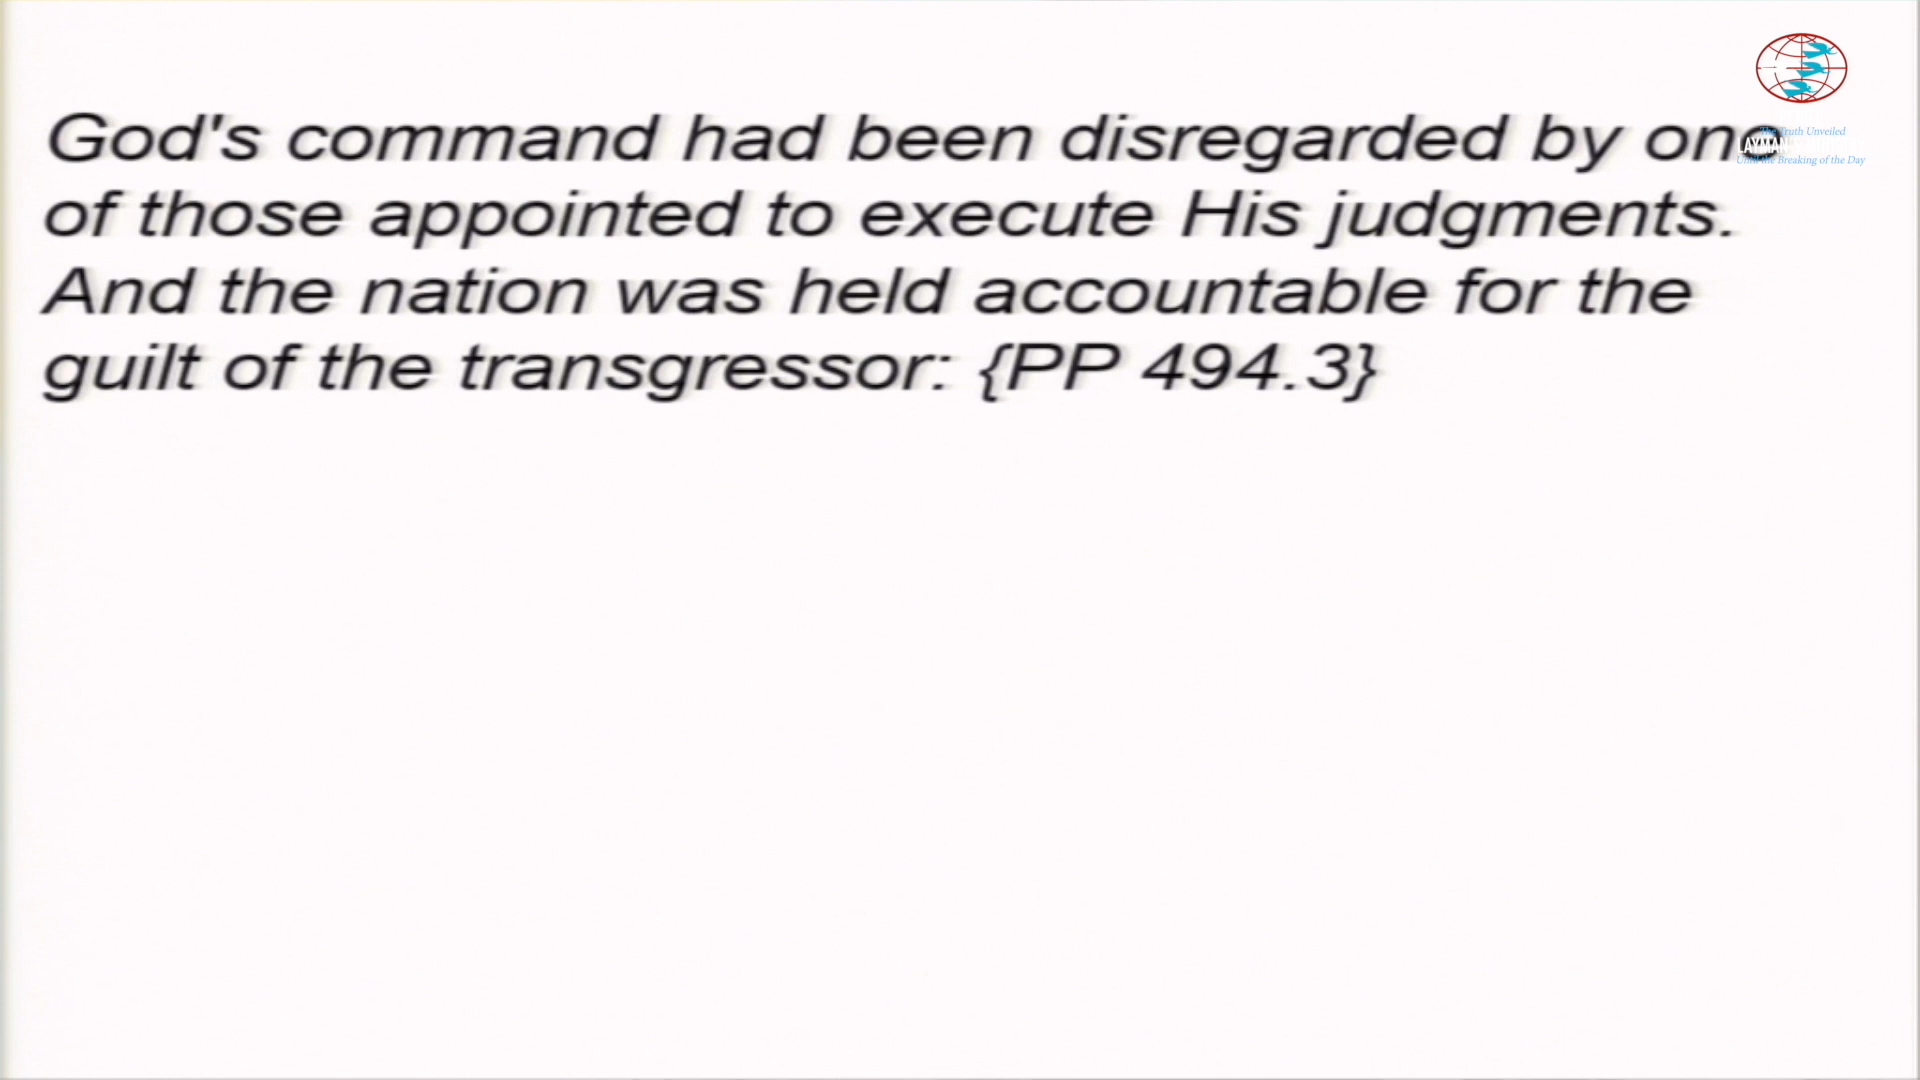 God's command had been disregarded by one
of those appointed to execute His judgments.
And the nation was held accountable for the
guilt of the transgressor: {PP 494.3}
The Truth Unveiled
LAYMAN
Until the Breaking of the Day